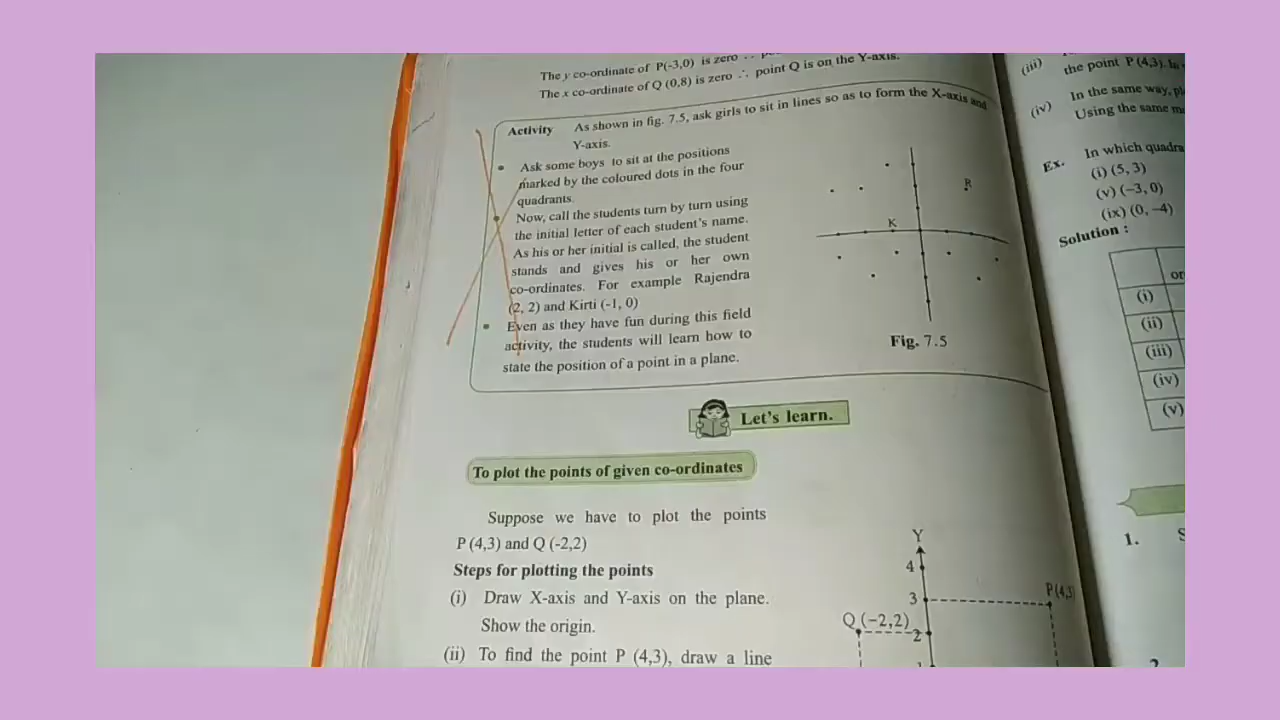 The y co-ordinate of P(-3,0) is zero ∴
The x co-ordinate of Q (0,8) is zero ∴ point Q is on the Y-axis.
Activity As shown in fig. 7.5, ask girls to sit in lines so as to form the X-axis and
Y-axis.
• Ask some boys to sit at the positions
marked by the coloured dots in the four
quadrants.
• Now, call the students turn by turn using
the initial letter of each student's name.
As his or her initial is called, the student
stands and gives his or her own
co-ordinates. For example Rajendra
(2, 2) and Kirti (-1, 0)
• Even as they have fun during this field
activity, the students will learn how to
state the position of a point in a plane.
R
K
Fig. 7.5
Let's learn.
To plot the points of given co-ordinates
Suppose we have to plot the points
P (4,3) and Q (-2,2)
Steps for plotting the points
(i) Draw X-axis and Y-axis on the plane.
Show the origin.
(ii) To find the point P (4,3), draw a line
Y
4
3
P(4,3)
Q (-2,2)
2
(iii)
the point P (4,3).
(iv) In the same way,
Using the same
Ex. In which
(i) (5, 3)
(v) (-3, 0)
(ix) (0, -4)
Solution :
(i)
(ii)
(iii)
(iv)
(v)
1.